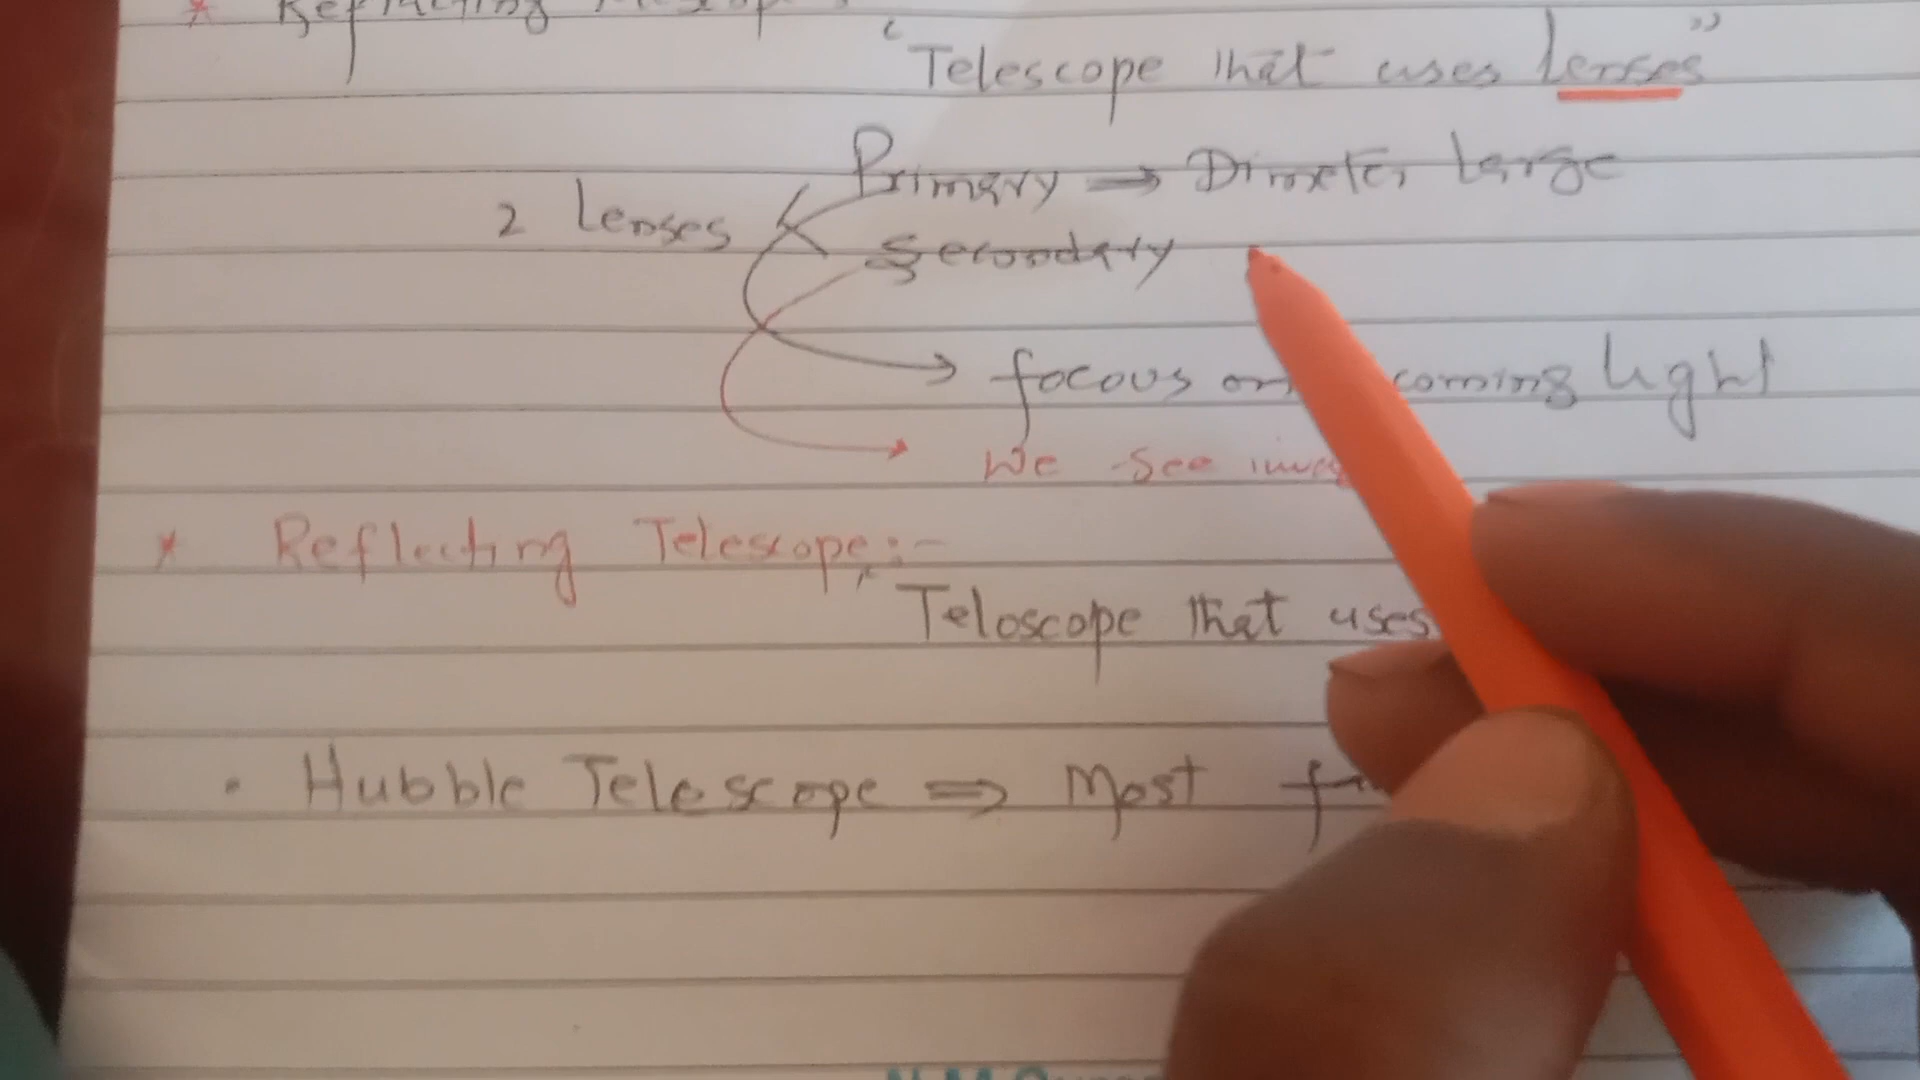 "Telescope that uses lenses"
Primary → Dimeter large
2 lenses
secondary
focous on coming light
We see
* Reflecting Telescope:-
"Teloscope that uses
• Hubble Telescope ⇒ Most